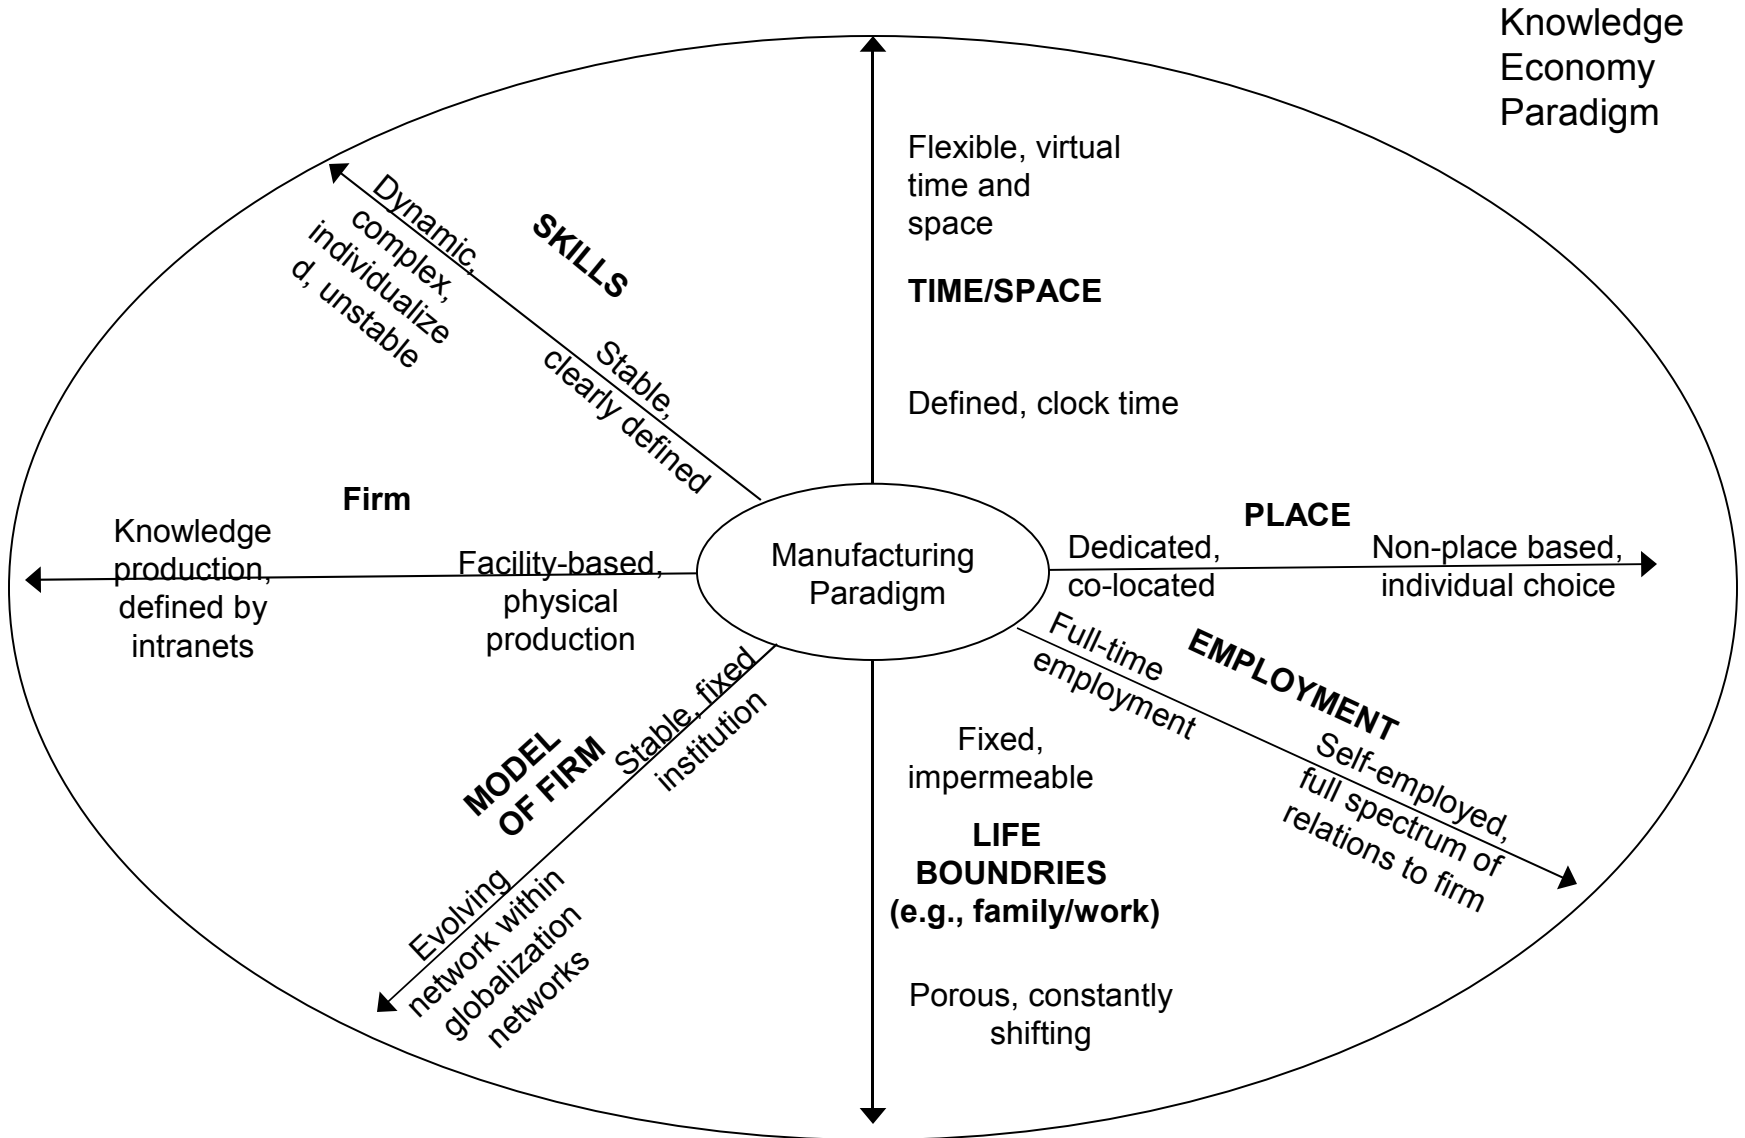 Knowledge
Economy
Paradigm
Flexible, virtual
time and
space
TIME/SPACE
Defined, clock time
SKILLS
Dynamic,
complex,
individualize
d, unstable
Stable,
clearly defined
Firm
Knowledge
production,
defined by
intranets
Facility-based,
physical
production
Manufacturing
Paradigm
PLACE
Dedicated,
co-located
Non-place based,
individual choice
EMPLOYMENT
Full-time
employment
Self-employed,
full spectrum of
relations to firm
MODEL
OF FIRM
Stable, fixed
institution
Evolving
network within
globalization
networks
Fixed,
impermeable
LIFE
BOUNDRIES
(e.g., family/work)
Porous, constantly
shifting